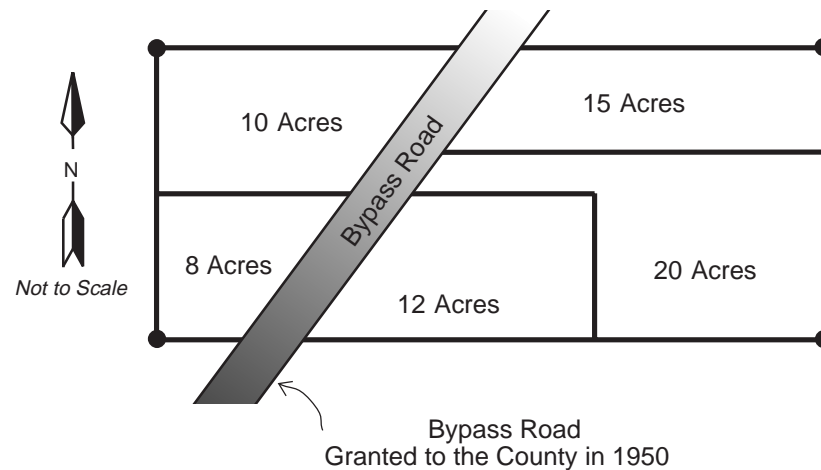 10 Acres
15 Acres
N
Bypass Road
8 Acres
20 Acres
Not to Scale
12 Acres
Bypass Road
Granted to the County in 1950